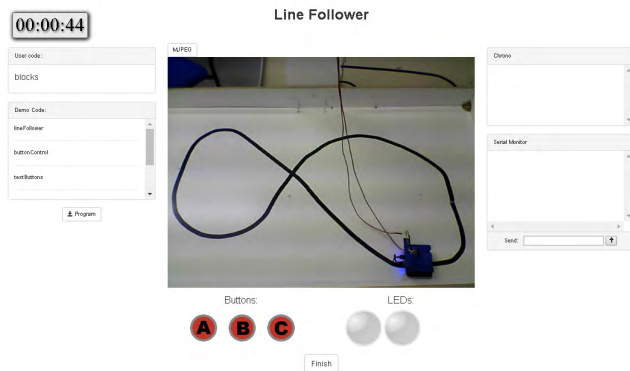 Line Follower
00:00:44
User code:
blocks
Demo Code:
lineFollower
buttonControl
testButtons
Program
MJPEG
Chrono
Serial Monitor
Send:
Buttons:
LEDs:
A B C
Finish